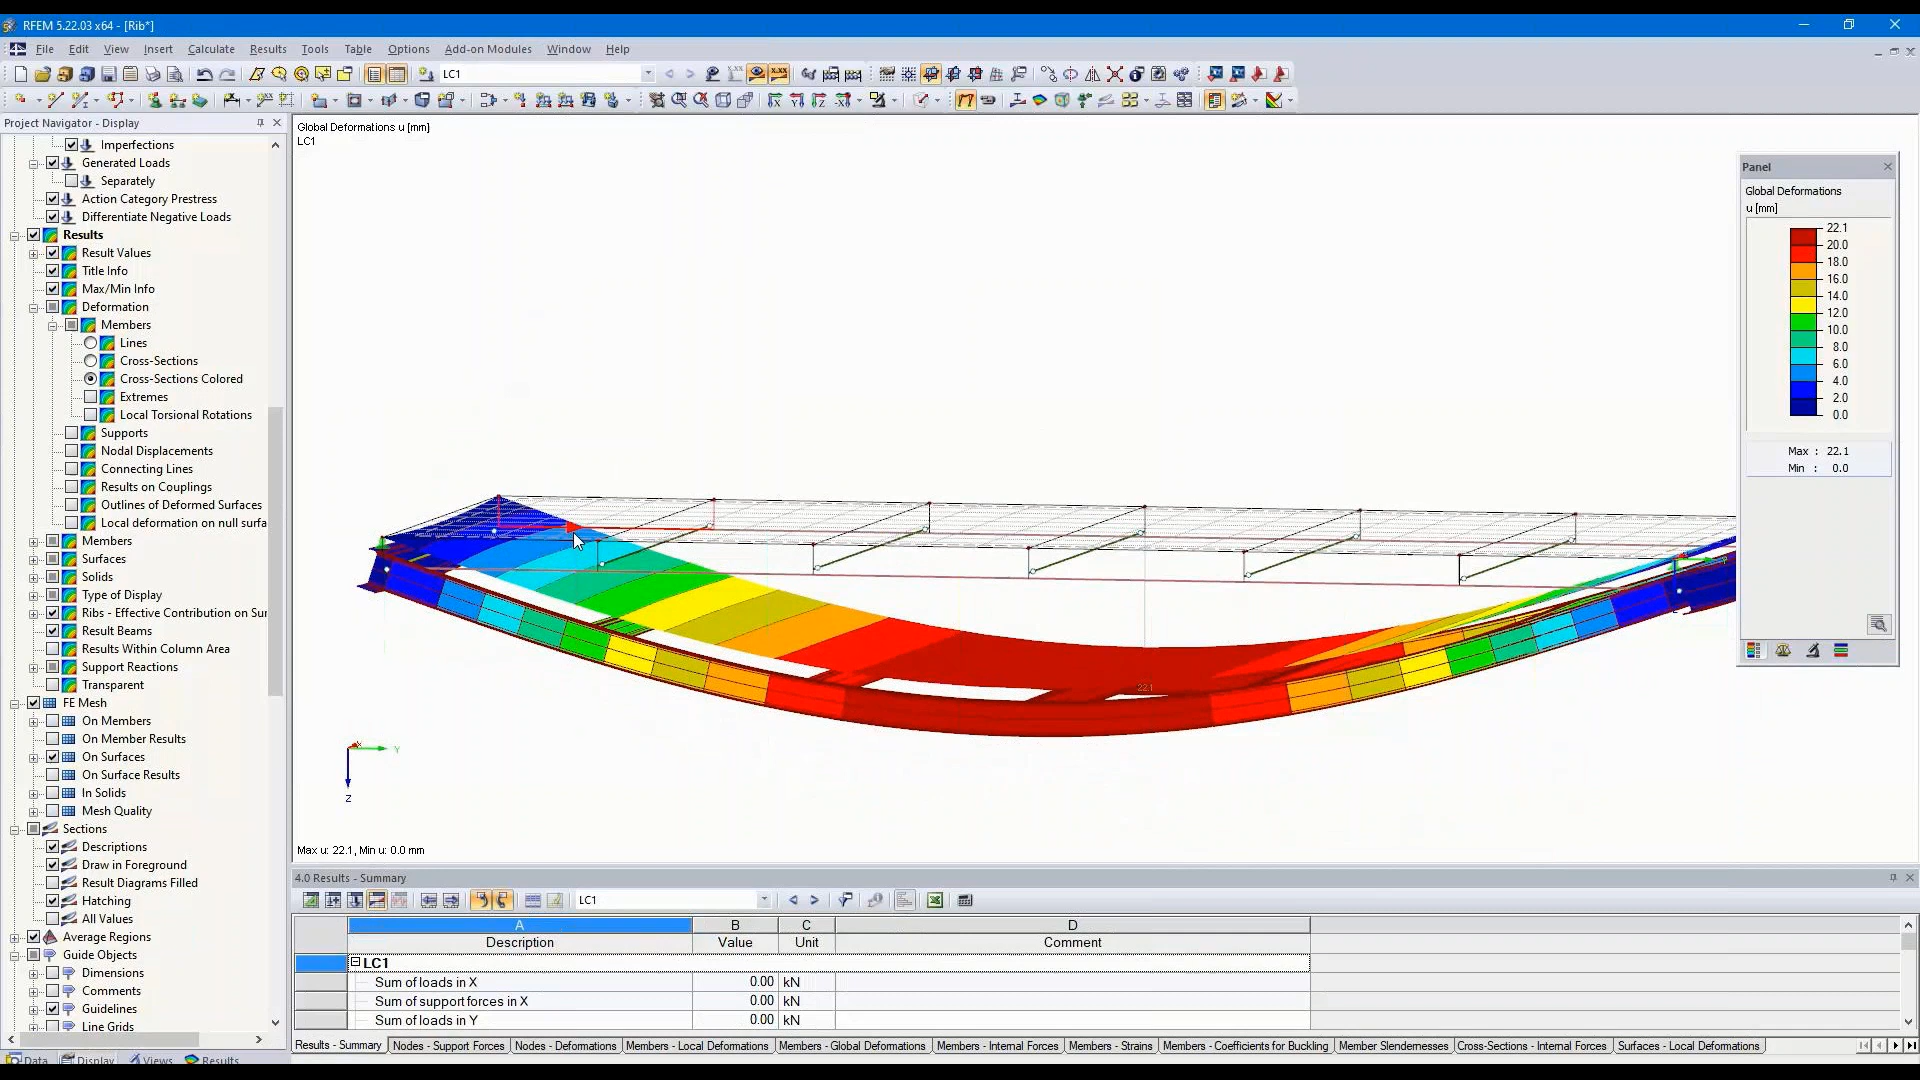 RFEM 5.22.03 x64 - [Rib*]
File Edit View Insert Calculate Results Tools Table Options Add-on Modules Window Help
LC1
Project Navigator - Display
Imperfections
Generated Loads
Separately
Action Category Prestress
Differentiate Negative Loads
Results
Result Values
Title Info
Max/Min Info
Deformation
Members
Lines
Cross-Sections
Cross-Sections Colored
Extremes
Local Torsional Rotations
Supports
Nodal Displacements
Connecting Lines
Results on Couplings
Outlines of Deformed Surfaces
Local deformation on null surfa
Members
Surfaces
Solids
Type of Display
Ribs - Effective Contribution on Sur
Result Beams
Results Within Column Area
Support Reactions
Transparent
FE Mesh
On Members
On Member Results
On Surfaces
On Surface Results
In Solids
Mesh Quality
Sections
Descriptions
Draw in Foreground
Result Diagrams Filled
Hatching
All Values
Average Regions
Guide Objects
Dimensions
Comments
Guidelines
Line Grids
Data Display Views Results
Global Deformations u [mm]
LC1
22.1
Y
Z
Max u: 22.1, Min u: 0.0 mm
Panel
Global Deformations
u [mm]
22.1
20.0
18.0
16.0
14.0
12.0
10.0
8.0
6.0
4.0
2.0
0.0
Max : 22.1
Min : 0.0
4.0 Results - Summary
LC1
A B C D
Description Value Unit Comment
LC1
Sum of loads in X 0.00 kN
Sum of support forces in X 0.00 kN
Sum of loads in Y 0.00 kN
Results - Summary Nodes - Support Forces Nodes - Deformations Members - Local Deformations Members - Global Deformations Members - Internal Forces Members - Strains Members - Coefficients for Buckling Member Slendernesses Cross-Sections - Internal Forces Surfaces - Local Deformations